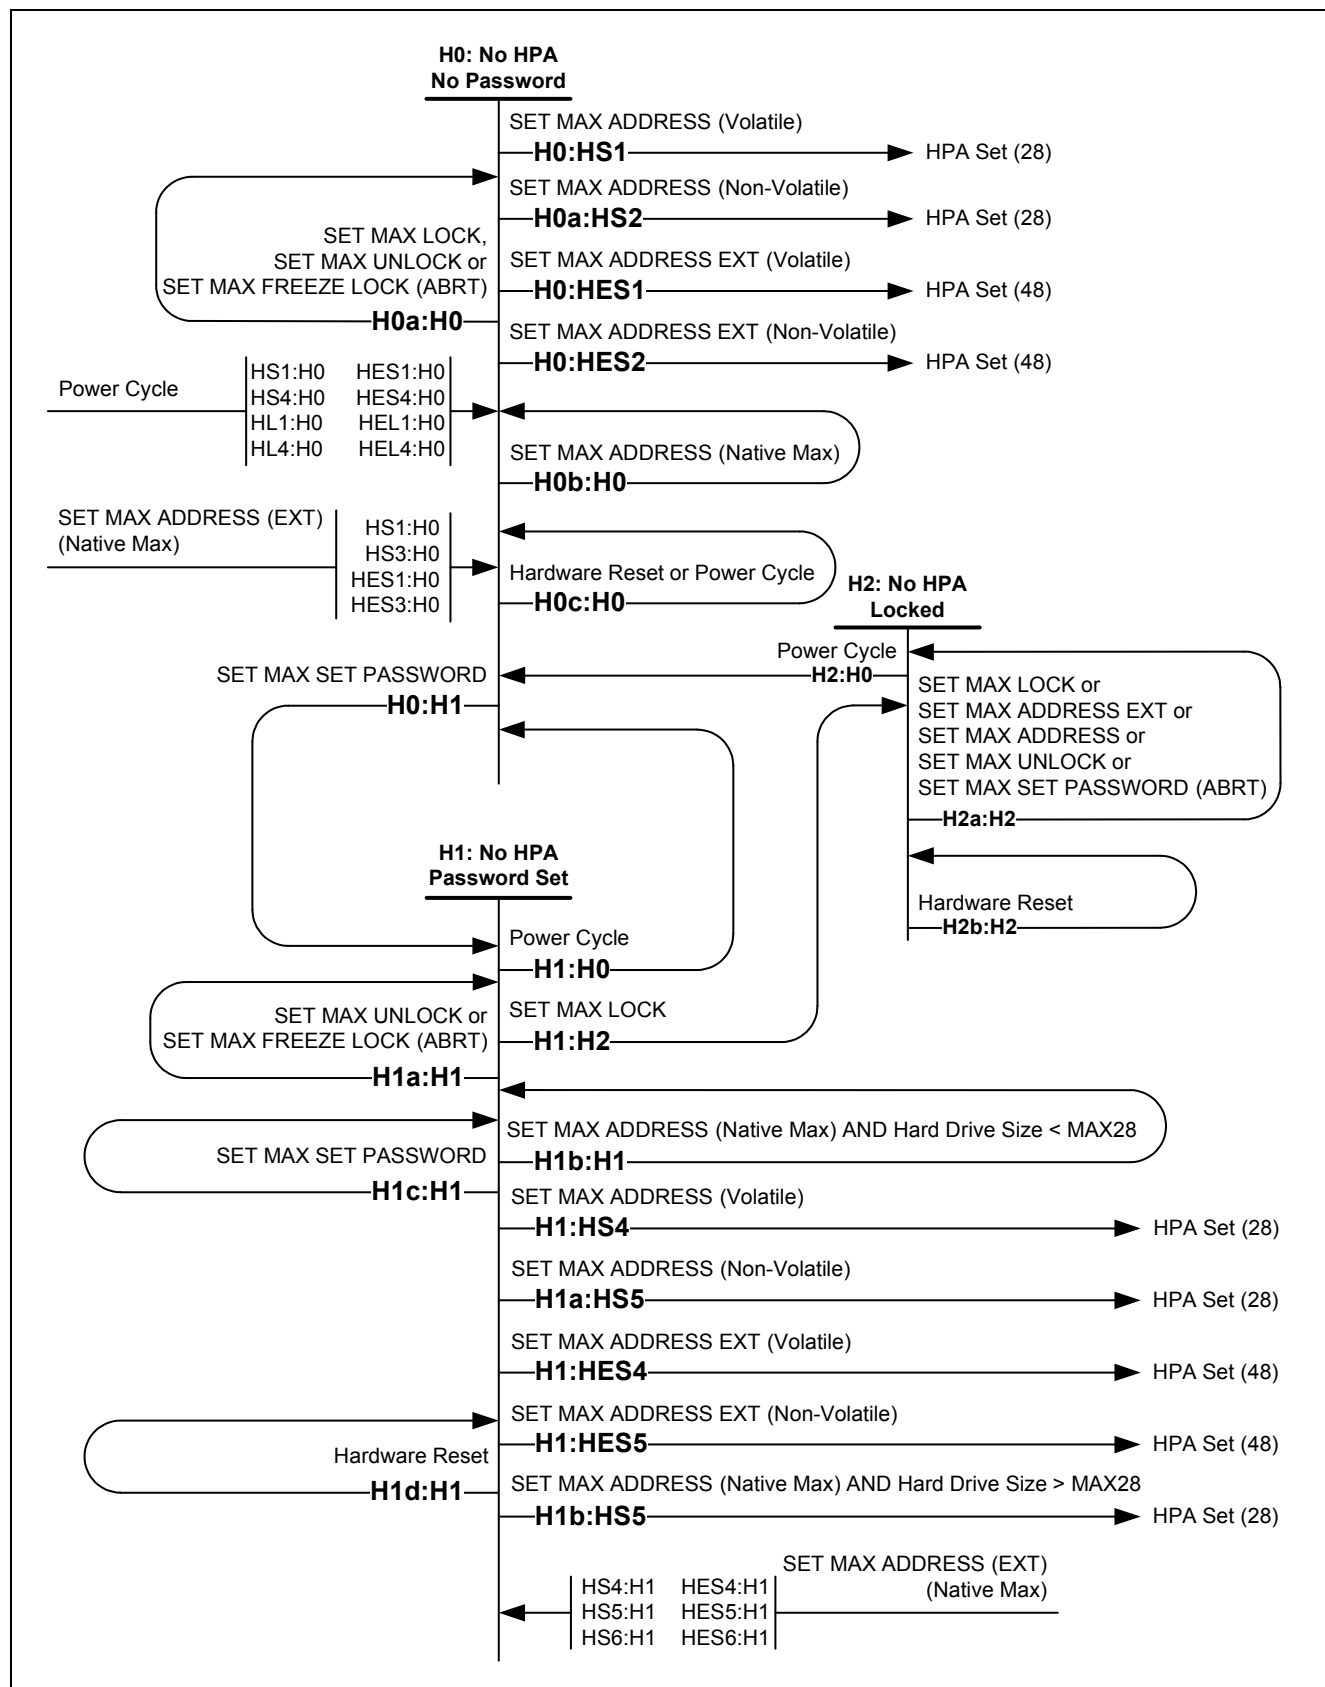 H0: No HPA
No Password
SET MAX ADDRESS (Volatile)
H0:HS1
HPA Set (28)
SET MAX ADDRESS (Non-Volatile)
H0a:HS2
HPA Set (28)
SET MAX LOCK,
SET MAX UNLOCK or
SET MAX FREEZE LOCK (ABRT)
H0a:H0
SET MAX ADDRESS EXT (Volatile)
H0:HES1
HPA Set (48)
SET MAX ADDRESS EXT (Non-Volatile)
H0:HES2
HPA Set (48)
Power Cycle
HS1:H0 HES1:H0
HS4:H0 HES4:H0
HL1:H0 HEL1:H0
HL4:H0 HEL4:H0
SET MAX ADDRESS (Native Max)
H0b:H0
SET MAX ADDRESS (EXT)
(Native Max)
HS1:H0
HS3:H0
HES1:H0
HES3:H0
Hardware Reset or Power Cycle
H0c:H0
H2: No HPA
Locked
Power Cycle
H2:H0
SET MAX SET PASSWORD
H0:H1
SET MAX LOCK or
SET MAX ADDRESS EXT or
SET MAX ADDRESS or
SET MAX UNLOCK or
SET MAX SET PASSWORD (ABRT)
H2a:H2
Hardware Reset
H2b:H2
H1: No HPA
Password Set
Power Cycle
H1:H0
SET MAX UNLOCK or
SET MAX FREEZE LOCK (ABRT)
H1a:H1
SET MAX LOCK
H1:H2
SET MAX ADDRESS (Native Max) AND Hard Drive Size < MAX28
H1b:H1
SET MAX SET PASSWORD
H1c:H1
SET MAX ADDRESS (Volatile)
H1:HS4
HPA Set (28)
SET MAX ADDRESS (Non-Volatile)
H1a:HS5
HPA Set (28)
SET MAX ADDRESS EXT (Volatile)
H1:HES4
HPA Set (48)
SET MAX ADDRESS EXT (Non-Volatile)
H1:HES5
HPA Set (48)
Hardware Reset
H1d:H1
SET MAX ADDRESS (Native Max) AND Hard Drive Size > MAX28
H1b:HS5
HPA Set (28)
SET MAX ADDRESS (EXT)
(Native Max)
HS4:H1 HES4:H1
HS5:H1 HES5:H1
HS6:H1 HES6:H1